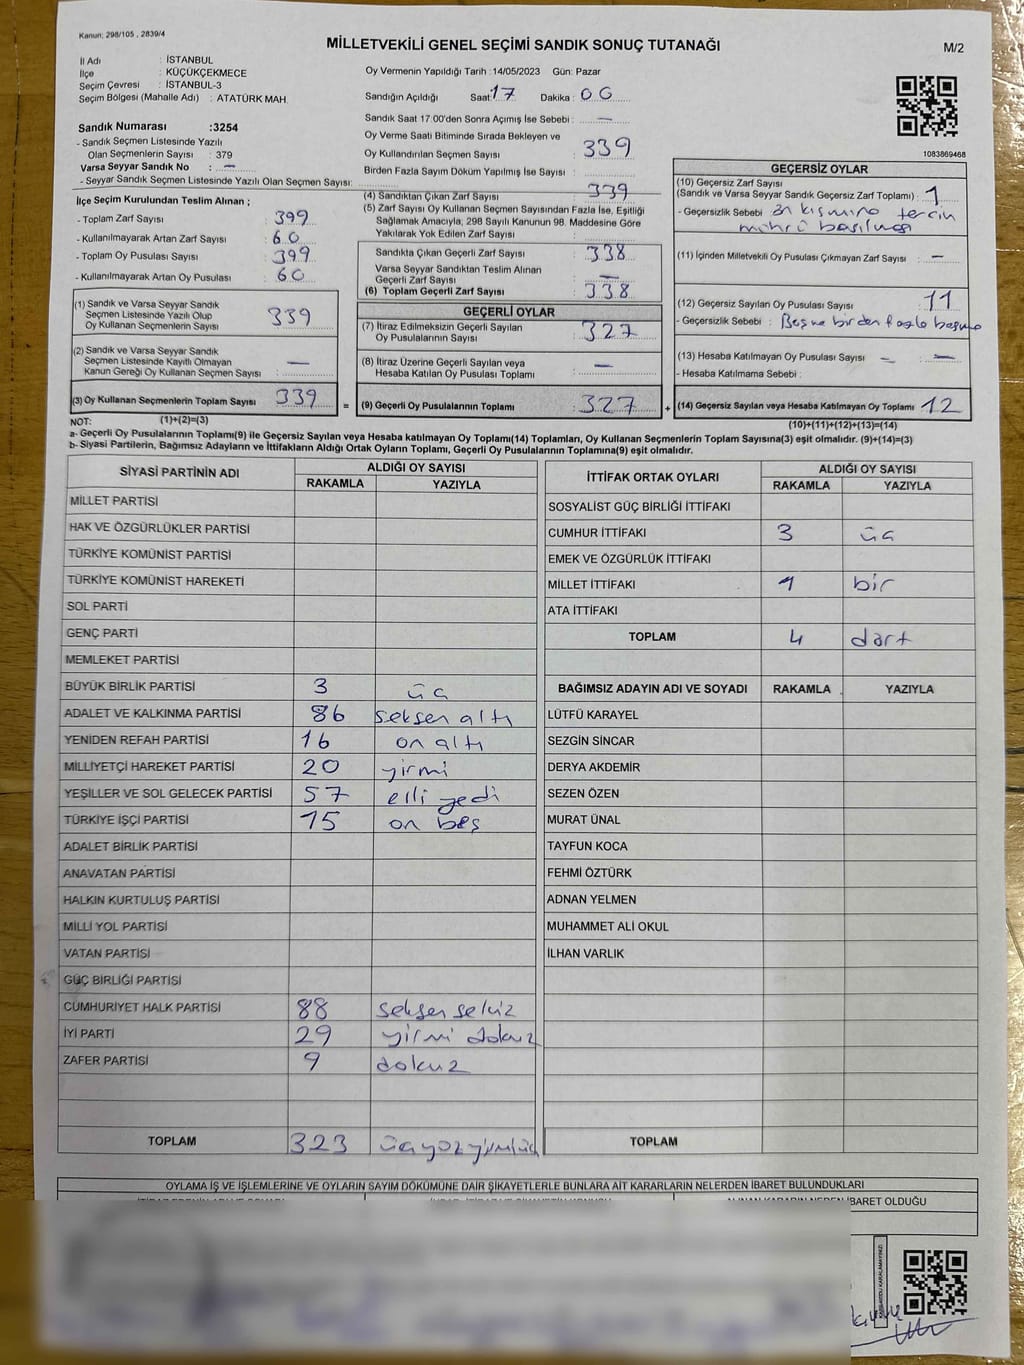 Kanun: 298/105 , 2839/4
MİLLETVEKİLİ GENEL SEÇİMİ SANDIK SONUÇ TUTANAĞI
M/2
İl Adı : İSTANBUL
İlçe : KÜÇÜKÇEKMECE
Seçim Çevresi : İSTANBUL-3
Seçim Bölgesi (Mahalle Adı) : ATATÜRK MAH.
Oy Vermenin Yapıldığı Tarih :14/05/2023 Gün: Pazar
Sandığın Açıldığı Saat: 17 Dakika : 00
Sandık Saat 17:00'den Sonra Açımış İse Sebebi : —
Oy Verme Saati Bitiminde Sırada Bekleyen ve
Oy Kullandırılan Seçmen Sayısı : 339
Birden Fazla Sayım Döküm Yapılmış İse Sayısı :
1083869468
Sandık Numarası :3254
- Sandık Seçmen Listesinde Yazılı
Olan Seçmenlerin Sayısı : 379
Varsa Seyyar Sandık No : —
- Seyyar Sandık Seçmen Listesinde Yazılı Olan Seçmen Sayısı:
İlçe Seçim Kurulundan Teslim Alınan ;
- Toplam Zarf Sayısı : 399
- Kullanılmayarak Artan Zarf Sayısı : 60
- Toplam Oy Pusulası Sayısı : 399
- Kullanılmayarak Artan Oy Pusulası : 60
(1) Sandık ve Varsa Seyyar Sandık
Seçmen Listesinde Yazılı Olup
Oy Kullanan Seçmenlerin Sayısı : 339
(2) Sandık ve Varsa Seyyar Sandık
Seçmen Listesinde Kayıtlı Olmayan
Kanun Gereği Oy Kullanan Seçmen Sayısı : —
(3) Oy Kullanan Seçmenlerin Toplam Sayısı : 339
(4) Sandıktan Çıkan Zarf Sayısı : 339
(5) Zarf Sayısı Oy Kullanan Seçmen Sayısından Fazla İse, Eşitliği
Sağlamak Amacıyla, 298 Sayılı Kanunun 98. Maddesine Göre
Yakılarak Yok Edilen Zarf Sayısı :
Sandıkta Çıkan Geçerli Zarf Sayısı : 338
Varsa Seyyar Sandıktan Teslim Alınan
Geçerli Zarf Sayısı : —
(6) Toplam Geçerli Zarf Sayısı : 338
GEÇERLİ OYLAR
(7) İtiraz Edilmeksizin Geçerli Sayılan
Oy Pusulalarının Sayısı : 327
(8) İtiraz Üzerine Geçerli Sayılan veya
Hesaba Katılan Oy Pusulası Toplamı : —
= (9) Geçerli Oy Pusulalarının Toplamı : 327 +
GEÇERSİZ OYLAR
(10) Geçersiz Zarf Sayısı
(Sandık ve Varsa Seyyar Sandık Geçersiz Zarf Toplamı) : 1
- Geçersizlik Sebebi : ön kısmına tercih
mührü basılması
(11) İçinden Milletvekili Oy Pusulası Çıkmayan Zarf Sayısı : —
(12) Geçersiz Sayılan Oy Pusulası Sayısı : 11
- Geçersizlik Sebebi : birden fazla basma
(13) Hesaba Katılmayan Oy Pusulası Sayısı : — —
- Hesaba Katılmama Sebebi :
(14) Geçersiz Sayılan veya Hesaba Katılmayan Oy Toplamı : 12
NOT: (1)+(2)=(3)
(10)+(11)+(12)+(13)=(14)
a- Geçerli Oy Pusulalarının Toplamı(9) ile Geçersiz Sayılan veya Hesaba katılmayan Oy Toplamı(14) Toplamları, Oy Kullanan Seçmenlerin Toplam Sayısına(3) eşit olmalıdır. (9)+(14)=(3)
b- Siyasi Partilerin, Bağımsız Adayların ve İttifakların Aldığı Ortak Oyların Toplamı, Geçerli Oy Pusulalarının Toplamına(9) eşit olmalıdır.
SİYASİ PARTİNİN ADI ALDIĞI OY SAYISI
RAKAMLA YAZIYLA
MİLLET PARTİSİ
HAK VE ÖZGÜRLÜKLER PARTİSİ
TÜRKİYE KOMÜNİST PARTİSİ
TÜRKİYE KOMÜNİST HAREKETİ
SOL PARTİ
GENÇ PARTİ
MEMLEKET PARTİSİ
BÜYÜK BİRLİK PARTİSİ 3 üç
ADALET VE KALKINMA PARTİSİ 86 seksen altı
YENİDEN REFAH PARTİSİ 16 on altı
MİLLİYETÇİ HAREKET PARTİSİ 20 yirmi
YEŞİLLER VE SOL GELECEK PARTİSİ 57 elli yedi
TÜRKİYE İŞÇİ PARTİSİ 15 on beş
ADALET BİRLİK PARTİSİ
ANAVATAN PARTİSİ
HALKIN KURTULUŞ PARTİSİ
MİLLİ YOL PARTİSİ
VATAN PARTİSİ
GÜÇ BİRLİĞİ PARTİSİ
CUMHURİYET HALK PARTİSİ 88 seksen sekiz
İYİ PARTİ 29 yirmi dokuz
ZAFER PARTİSİ 9 dokuz
TOPLAM 323 üçyüzyirmiüç
İTTİFAK ORTAK OYLARI ALDIĞI OY SAYISI
RAKAMLA YAZIYLA
SOSYALİST GÜÇ BİRLİĞİ İTTİFAKI
CUMHUR İTTİFAKI 3 üç
EMEK VE ÖZGÜRLÜK İTTİFAKI
MİLLET İTTİFAKI 1 bir
ATA İTTİFAKI
TOPLAM 4 dört
BAĞIMSIZ ADAYIN ADI VE SOYADI RAKAMLA YAZIYLA
LÜTFÜ KARAYEL
SEZGİN SİNCAR
DERYA AKDEMİR
SEZEN ÖZEN
MURAT ÜNAL
TAYFUN KOCA
FEHMİ ÖZTÜRK
ADNAN YELMEN
MUHAMMET ALİ OKUL
İLHAN VARLIK
TOPLAM
OYLAMA İŞ VE İŞLEMLERİNE VE OYLARIN SAYIM DÖKÜMÜNE DAİR ŞİKAYETLERLE BUNLARA AİT KARARLARIN NELERDEN İBARET BULUNDUKLARI
ALINAN KARARIN NEDEN İBARET OLDUĞU